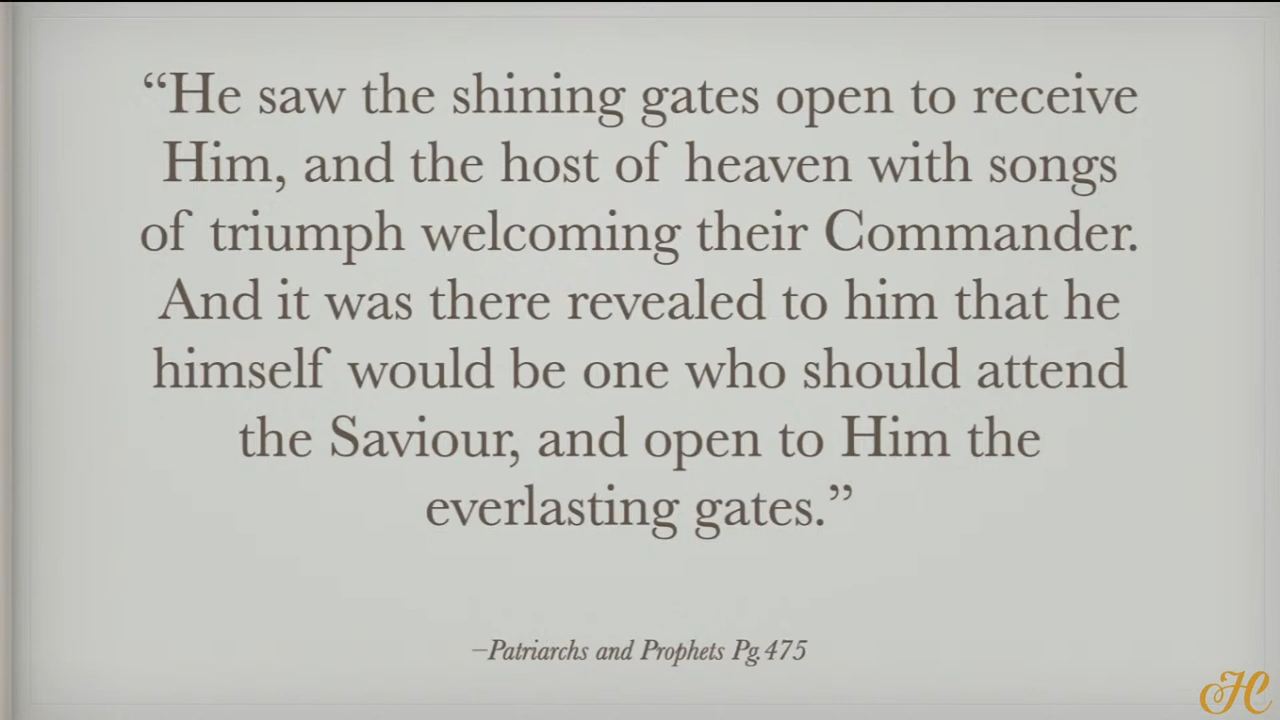 “He saw the shining gates open to receive
Him, and the host of heaven with songs
of triumph welcoming their Commander.
And it was there revealed to him that he
himself would be one who should attend
the Saviour, and open to Him the
everlasting gates.”
–Patriarchs and Prophets Pg.475
HC